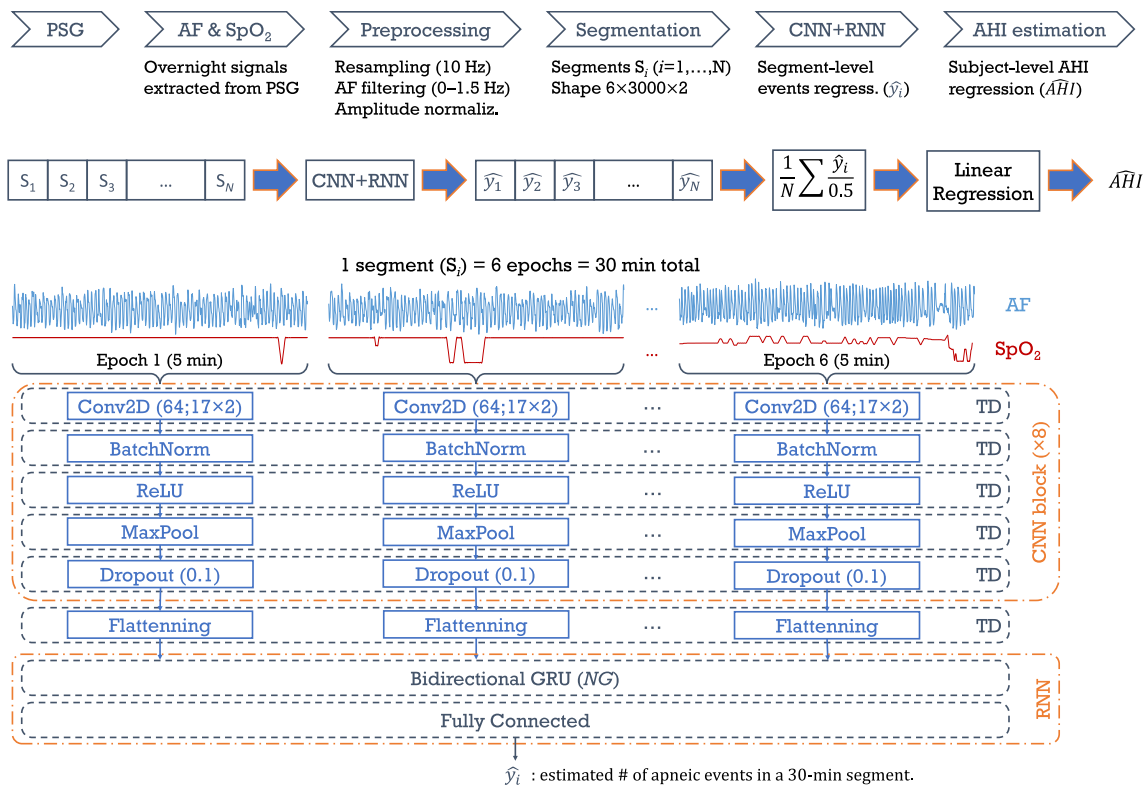 PSG
AF & SpO₂
Preprocessing
Segmentation
CNN+RNN
AHI estimation
Overnight signals
extracted from PSG
Resampling (10 Hz)
AF filtering (0–1.5 Hz)
Amplitude normaliz.
Segments Sᵢ (i=1,…,N)
Shape 6×3000×2
Segment-level
events regress. (ŷᵢ)
Subject-level AHI
regression (\widehat{AHI})
S₁ S₂ S₃ ... S_N
CNN+RNN
ŷ₁ ŷ₂ ŷ₃ ... ŷ_N
1/N ∑ ŷᵢ/0.5
Linear
Regression
\widehat{AHI}
1 segment (Sᵢ) = 6 epochs = 30 min total
... AF
... SpO₂
Epoch 1 (5 min) Epoch 6 (5 min)
Conv2D (64;17×2) Conv2D (64;17×2) ... Conv2D (64;17×2) TD
BatchNorm BatchNorm ... BatchNorm TD
ReLU ReLU ... ReLU TD
MaxPool MaxPool ... MaxPool TD
Dropout (0.1) Dropout (0.1) ... Dropout (0.1) TD
CNN block (×8)
Flattenning Flattenning ... Flattenning TD
Bidirectional GRU (NG)
Fully Connected
RNN
ŷᵢ : estimated # of apneic events in a 30-min segment.